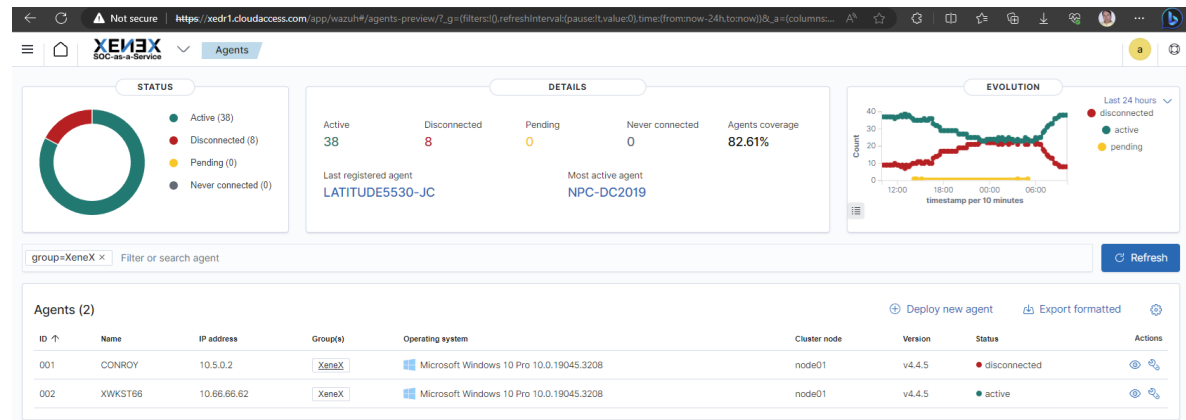 Not secure | https://xedr1.cloudaccess.com/app/wazuh#/agents-preview/?_g=(filters:!(),refreshInterval:(pause:!t,value:0),time:(from:now-24h,to:now))&_a=(columns:...
XENEX
SOC-as-a-Service
Agents
a
STATUS
Active (38)
Disconnected (8)
Pending (0)
Never connected (0)
DETAILS
Active
38
Disconnected
8
Pending
0
Never connected
0
Agents coverage
82.61%
Last registered agent
LATITUDE5530-JC
Most active agent
NPC-DC2019
EVOLUTION
Last 24 hours
Count
40
30
20
10
0
12:00 18:00 00:00 06:00
timestamp per 10 minutes
disconnected
active
pending
group=XeneX × Filter or search agent
Refresh
Agents (2)
Deploy new agent
Export formatted
ID Name IP address Group(s) Operating system Cluster node Version Status Actions
001 CONROY 10.5.0.2 XeneX Microsoft Windows 10 Pro 10.0.19045.3208 node01 v4.4.5 disconnected
002 XWKST66 10.66.66.62 XeneX Microsoft Windows 10 Pro 10.0.19045.3208 node01 v4.4.5 active